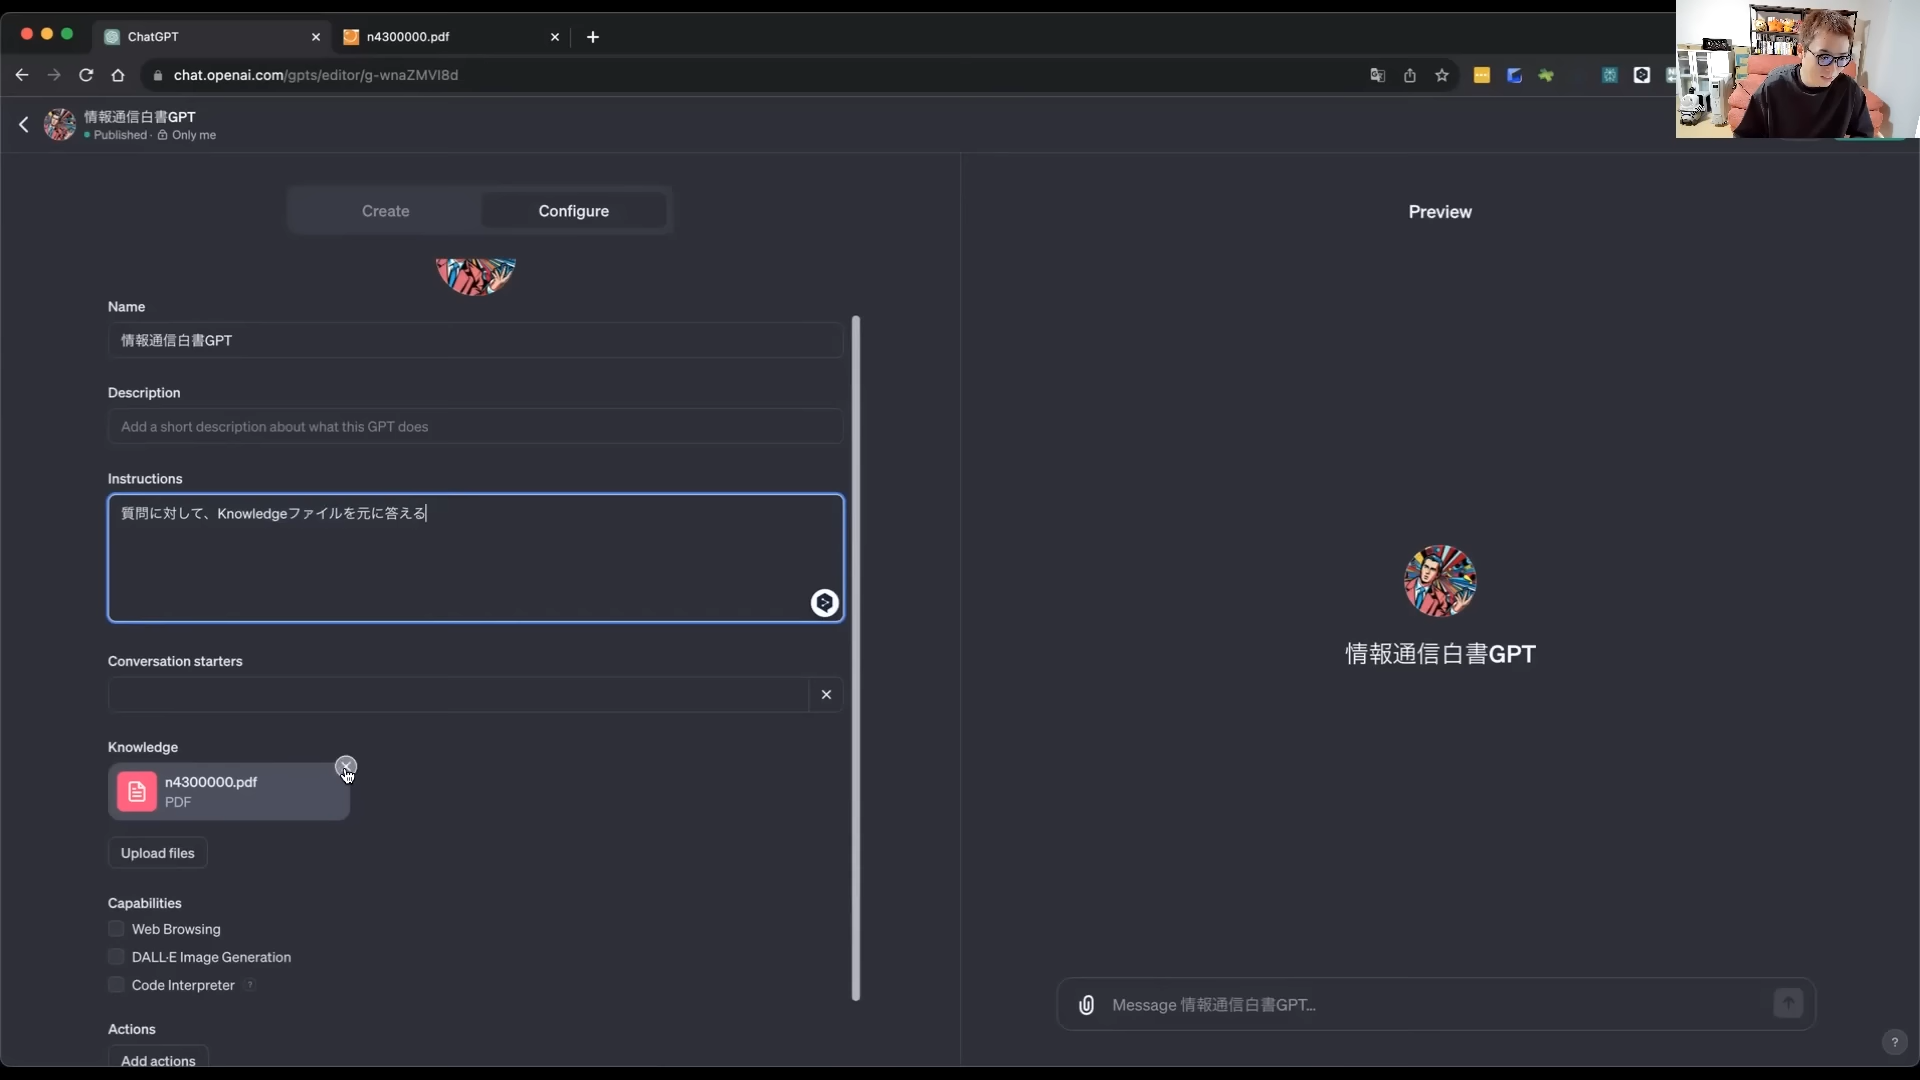 ChatGPT
n4300000.pdf
chat.openai.com/gpts/editor/g-wnaZMVI8d
情報通信白書GPT
Published · Only me
Create
Configure
Preview
Name
情報通信白書GPT
Description
Add a short description about what this GPT does
Instructions
質問に対して、Knowledgeファイルを元に答える
Conversation starters
Knowledge
n4300000.pdf
PDF
Upload files
Capabilities
Web Browsing
DALL·E Image Generation
Code Interpreter ?
Actions
Add actions
情報通信白書GPT
Message 情報通信白書GPT...
?